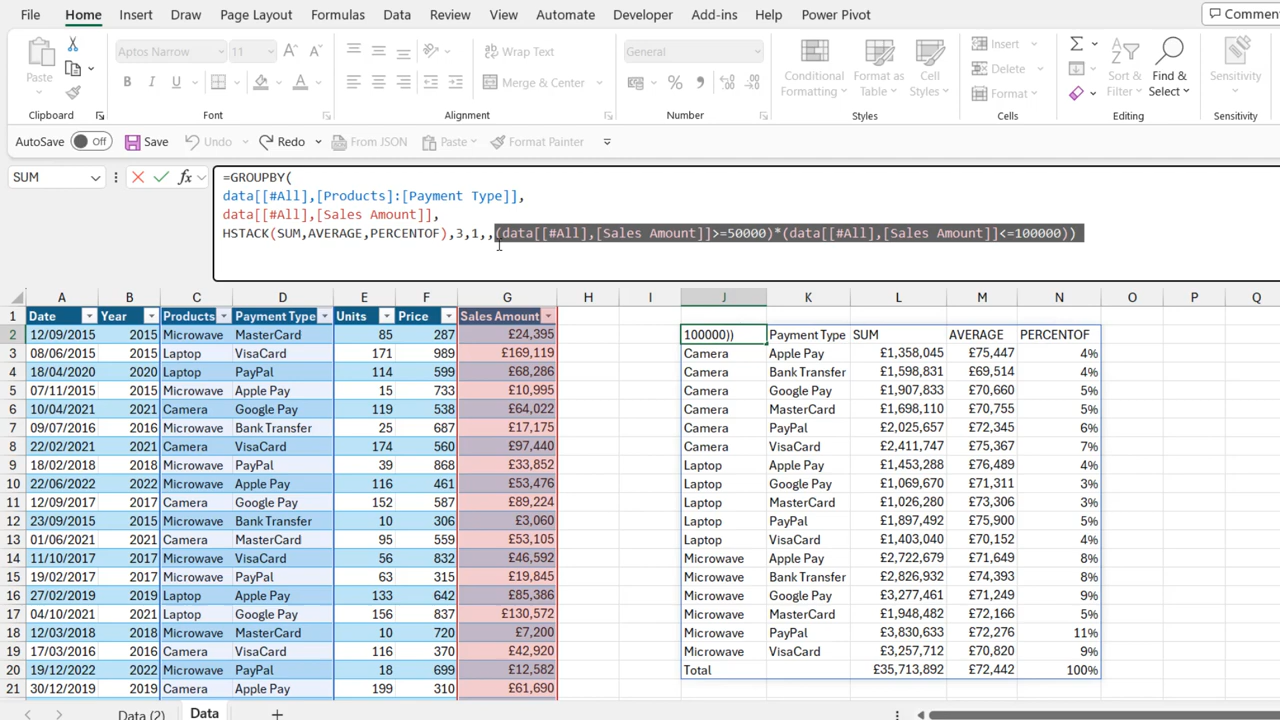 File Home Insert Draw Page Layout Formulas Data Review View Automate Developer Add-ins Help Power Pivot Commen
Paste
Aptos Narrow 11 A A
B I U A
Wrap Text
Merge & Center
General
% 9
Conditional Formatting
Format as Table
Cell Styles
Insert
Delete
Format
Sort & Filter
Find & Select
Sensitivity
Clipboard Font Alignment Number Styles Cells Editing Sensitivity
AutoSave Off Save Undo Redo From JSON Paste Format Painter
SUM fx =GROUPBY(
data[[#All],[Products]:[Payment Type]],
data[[#All],[Sales Amount]],
HSTACK(SUM,AVERAGE,PERCENTOF),3,1,,(data[[#All],[Sales Amount]]>=50000)*(data[[#All],[Sales Amount]]<=100000))
A B C D E F G H I J K L M N O P Q
1 Date Year Products Payment Type Units Price Sales Amount
2 12/09/2015 2015 Microwave MasterCard 85 287 £24,395 100000)) Payment Type SUM AVERAGE PERCENTOF
3 08/06/2015 2015 Laptop VisaCard 171 989 £169,119 Camera Apple Pay £1,358,045 £75,447 4%
4 18/04/2020 2020 Laptop PayPal 114 599 £68,286 Camera Bank Transfer £1,598,831 £69,514 4%
5 07/11/2015 2015 Microwave Apple Pay 15 733 £10,995 Camera Google Pay £1,907,833 £70,660 5%
6 10/04/2021 2021 Camera Google Pay 119 538 £64,022 Camera MasterCard £1,698,110 £70,755 5%
7 09/07/2016 2016 Microwave Bank Transfer 25 687 £17,175 Camera PayPal £2,025,657 £72,345 6%
8 22/02/2021 2021 Camera VisaCard 174 560 £97,440 Camera VisaCard £2,411,747 £75,367 7%
9 18/02/2018 2018 Microwave PayPal 39 868 £33,852 Laptop Apple Pay £1,453,288 £76,489 4%
10 22/06/2022 2022 Microwave Apple Pay 116 461 £53,476 Laptop Google Pay £1,069,670 £71,311 3%
11 12/09/2017 2017 Camera Google Pay 152 587 £89,224 Laptop MasterCard £1,026,280 £73,306 3%
12 23/09/2015 2015 Microwave Bank Transfer 10 306 £3,060 Laptop PayPal £1,897,492 £75,900 5%
13 01/06/2021 2021 Camera MasterCard 95 559 £53,105 Laptop VisaCard £1,403,040 £70,152 4%
14 11/10/2017 2017 Microwave VisaCard 56 832 £46,592 Microwave Apple Pay £2,722,679 £71,649 8%
15 19/02/2017 2017 Microwave PayPal 63 315 £19,845 Microwave Bank Transfer £2,826,932 £74,393 8%
16 27/02/2019 2019 Laptop Apple Pay 133 642 £85,386 Microwave Google Pay £3,277,461 £71,249 9%
17 04/10/2021 2021 Laptop Google Pay 156 837 £130,572 Microwave MasterCard £1,948,482 £72,166 5%
18 12/03/2018 2018 Microwave MasterCard 10 720 £7,200 Microwave PayPal £3,830,633 £72,276 11%
19 17/03/2016 2016 Camera VisaCard 116 370 £42,920 Microwave VisaCard £3,257,712 £70,820 9%
20 19/12/2022 2022 Microwave PayPal 18 699 £12,582 Total £35,713,892 £72,442 100%
21 30/12/2019 2019 Camera Apple Pay 199 310 £61,690
Data (2) Data